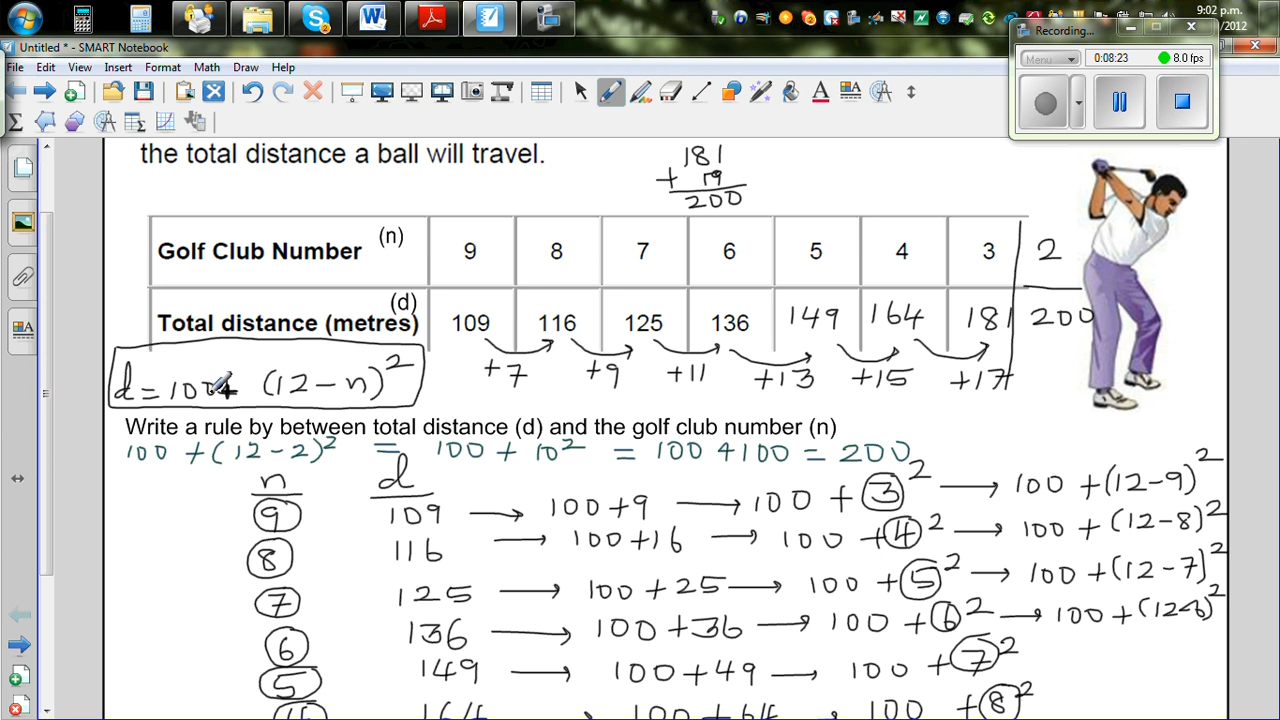 9:02 p.m.
/2012
Untitled * - SMART Notebook
Recording...
File Edit View Insert Format Math Draw Help
Menu 0:08:23 8.0 fps
the total distance a ball will travel.
181
+ 19
200
Golf Club Number (n) 9 8 7 6 5 4 3 2
Total distance (metres) (d) 109 116 125 136 149 164 181 200
+7 +9 +11 +13 +15 +17
d = 100+ (12 - n)²
Write a rule by between total distance (d) and the golf club number (n)
100 + (12 - 2)² = 100 + 10² = 100 + 100 = 200
n d
9 109 → 100 + 9 → 100 + 3² → 100 + (12 - 9)²
8 116 → 100 + 16 → 100 + 4² → 100 + (12 - 8)²
7 125 → 100 + 25 → 100 + 5² → 100 + (12 - 7)²
6 136 → 100 + 36 → 100 + 6² → 100 + (12-6)²
5 149 → 100 + 49 → 100 + 7²
164 → 100 + 64 → 100 + 8²